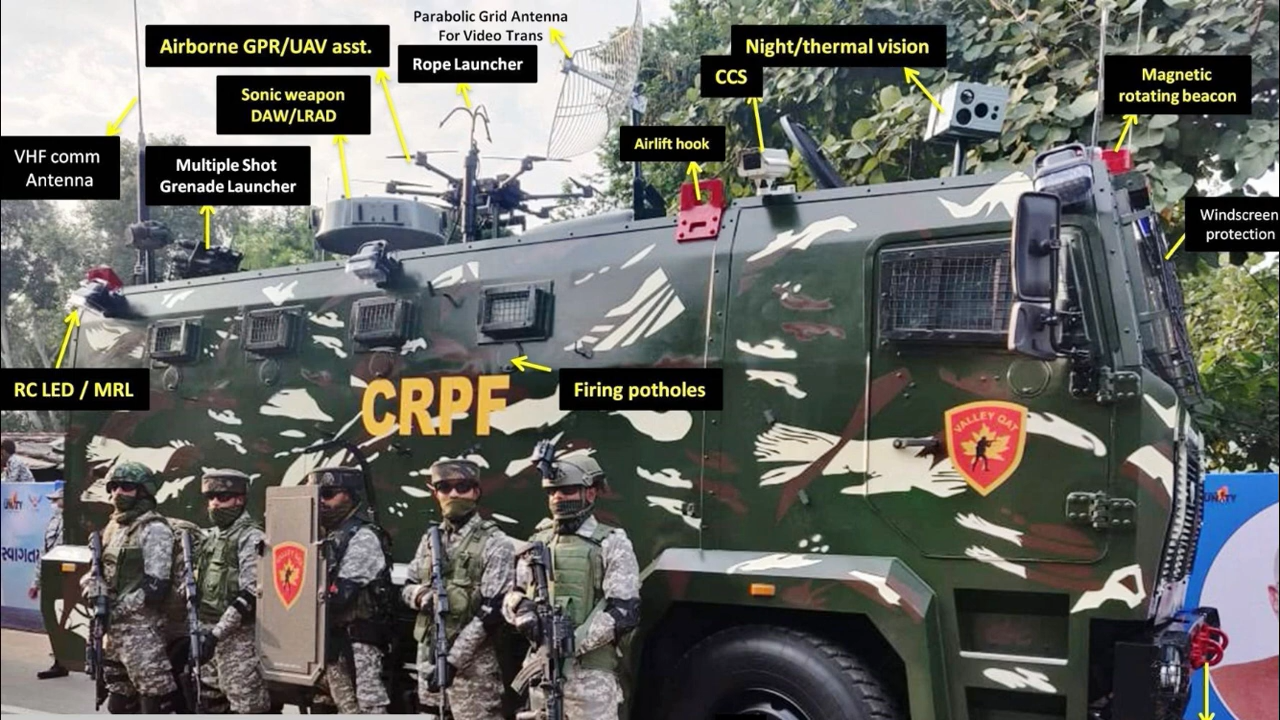 Parabolic Grid Antenna
For Video Trans
Airborne GPR/UAV asst.
Rope Launcher
Night/thermal vision
CCS
Magnetic
rotating beacon
Sonic weapon
DAW/LRAD
Airlift hook
VHF comm
Antenna
Multiple Shot
Grenade Launcher
Windscreen
protection
RC LED / MRL
Firing potholes
CRPF
VALLEY QAT
VALLEY QAT